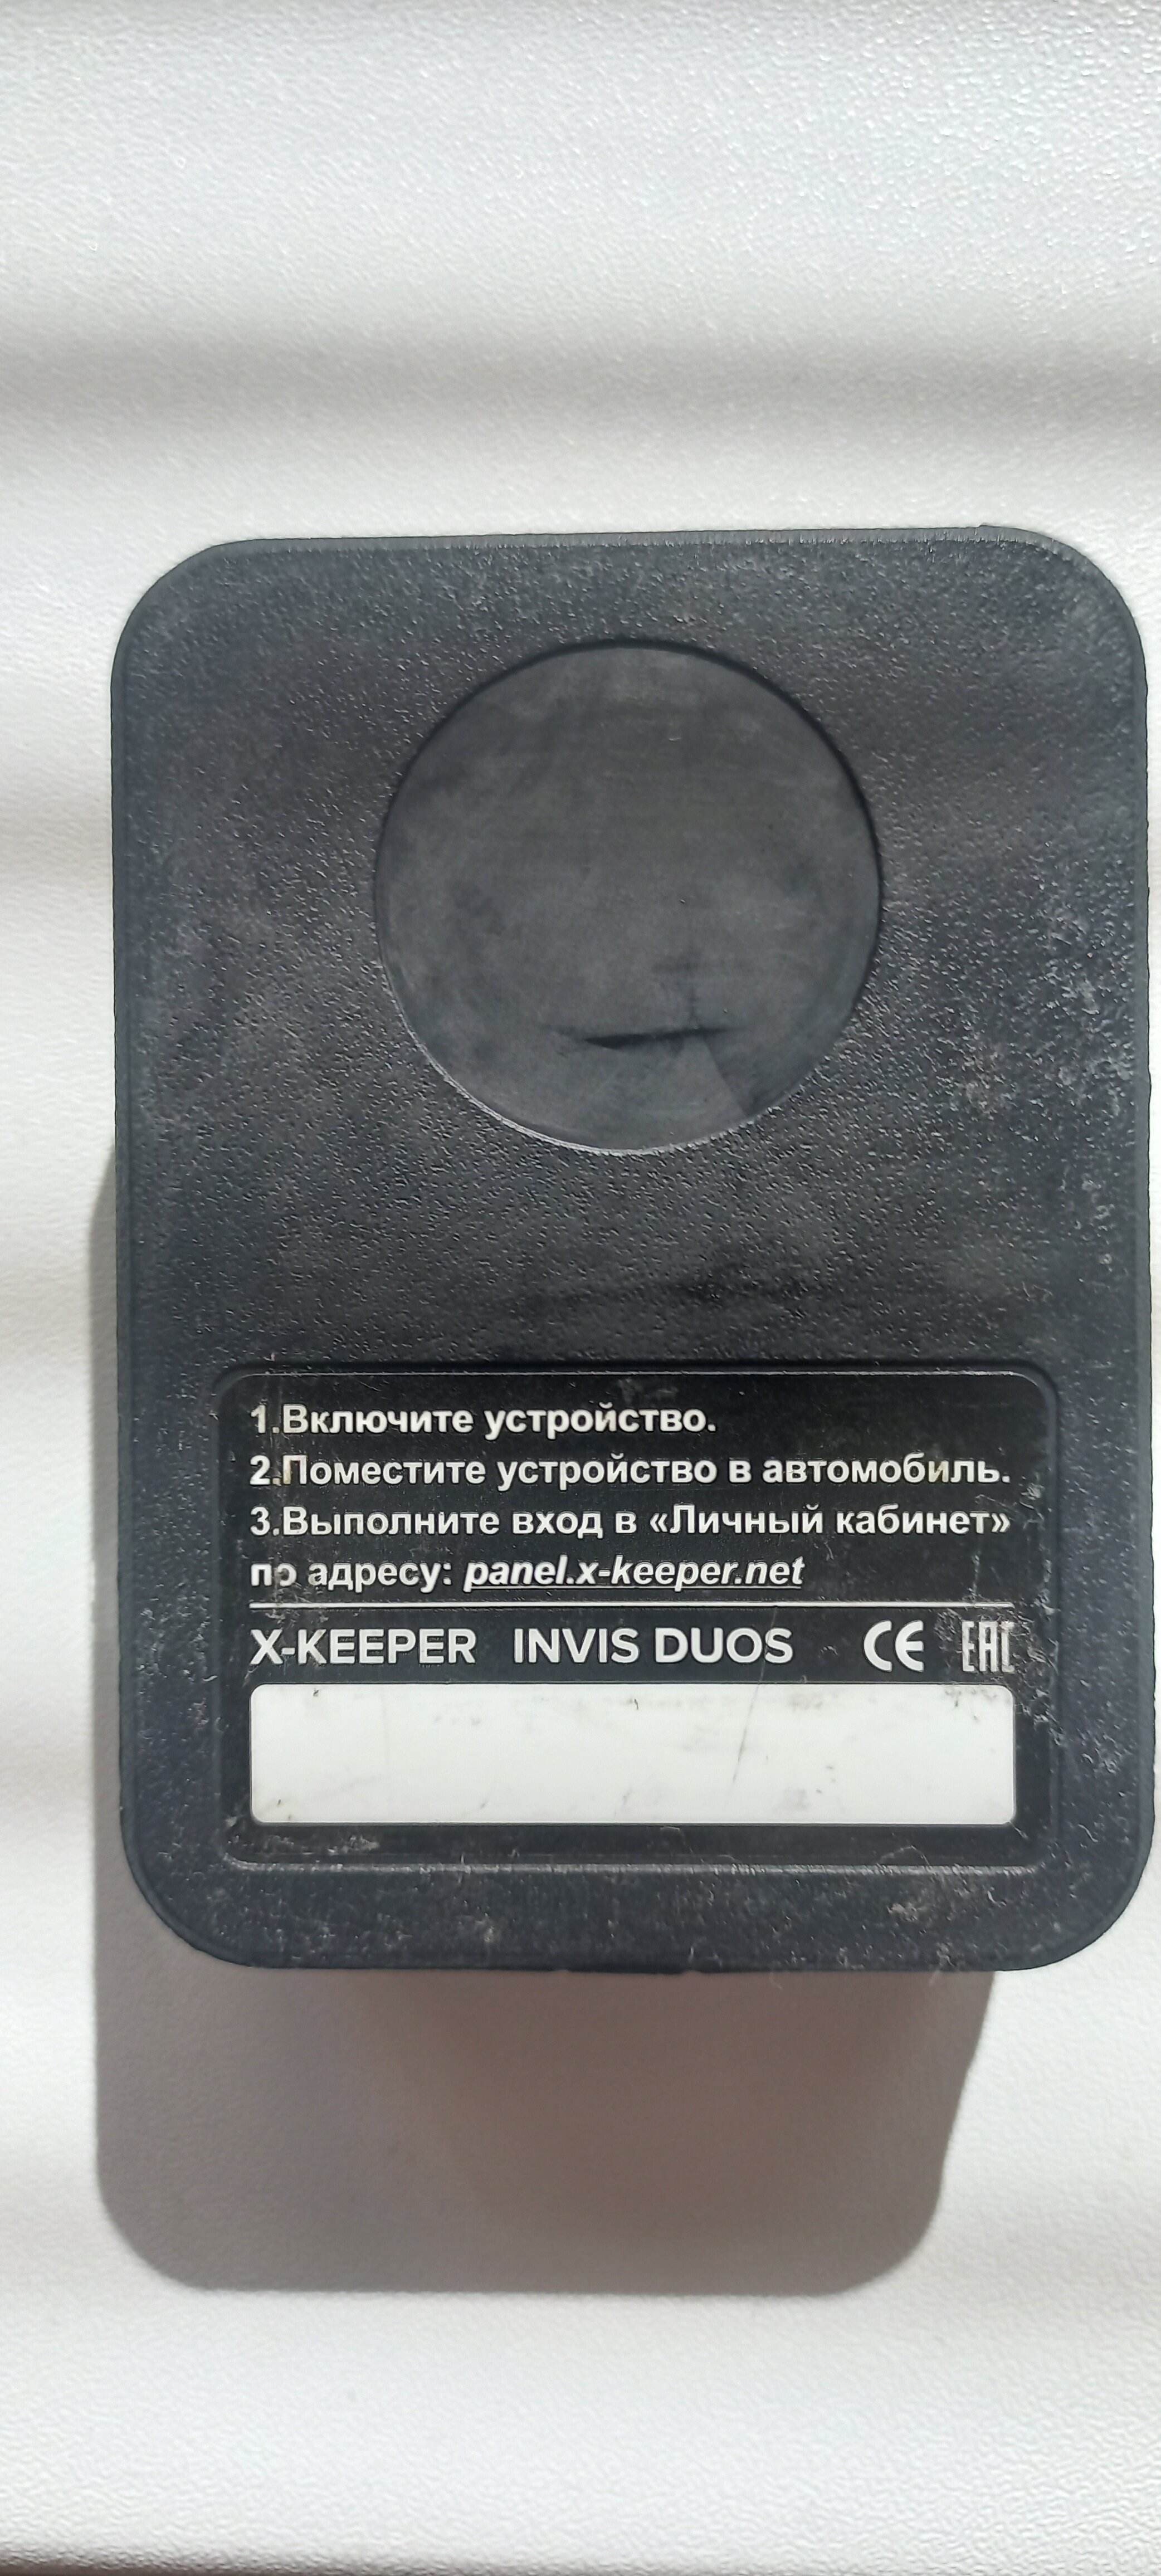 1.Включите устройство.
2.Поместите устройство в автомобиль.
3.Выполните вход в «Личный кабинет»
по адресу: panel.x-keeper.net
X-KEEPER INVIS DUOS CE EAC